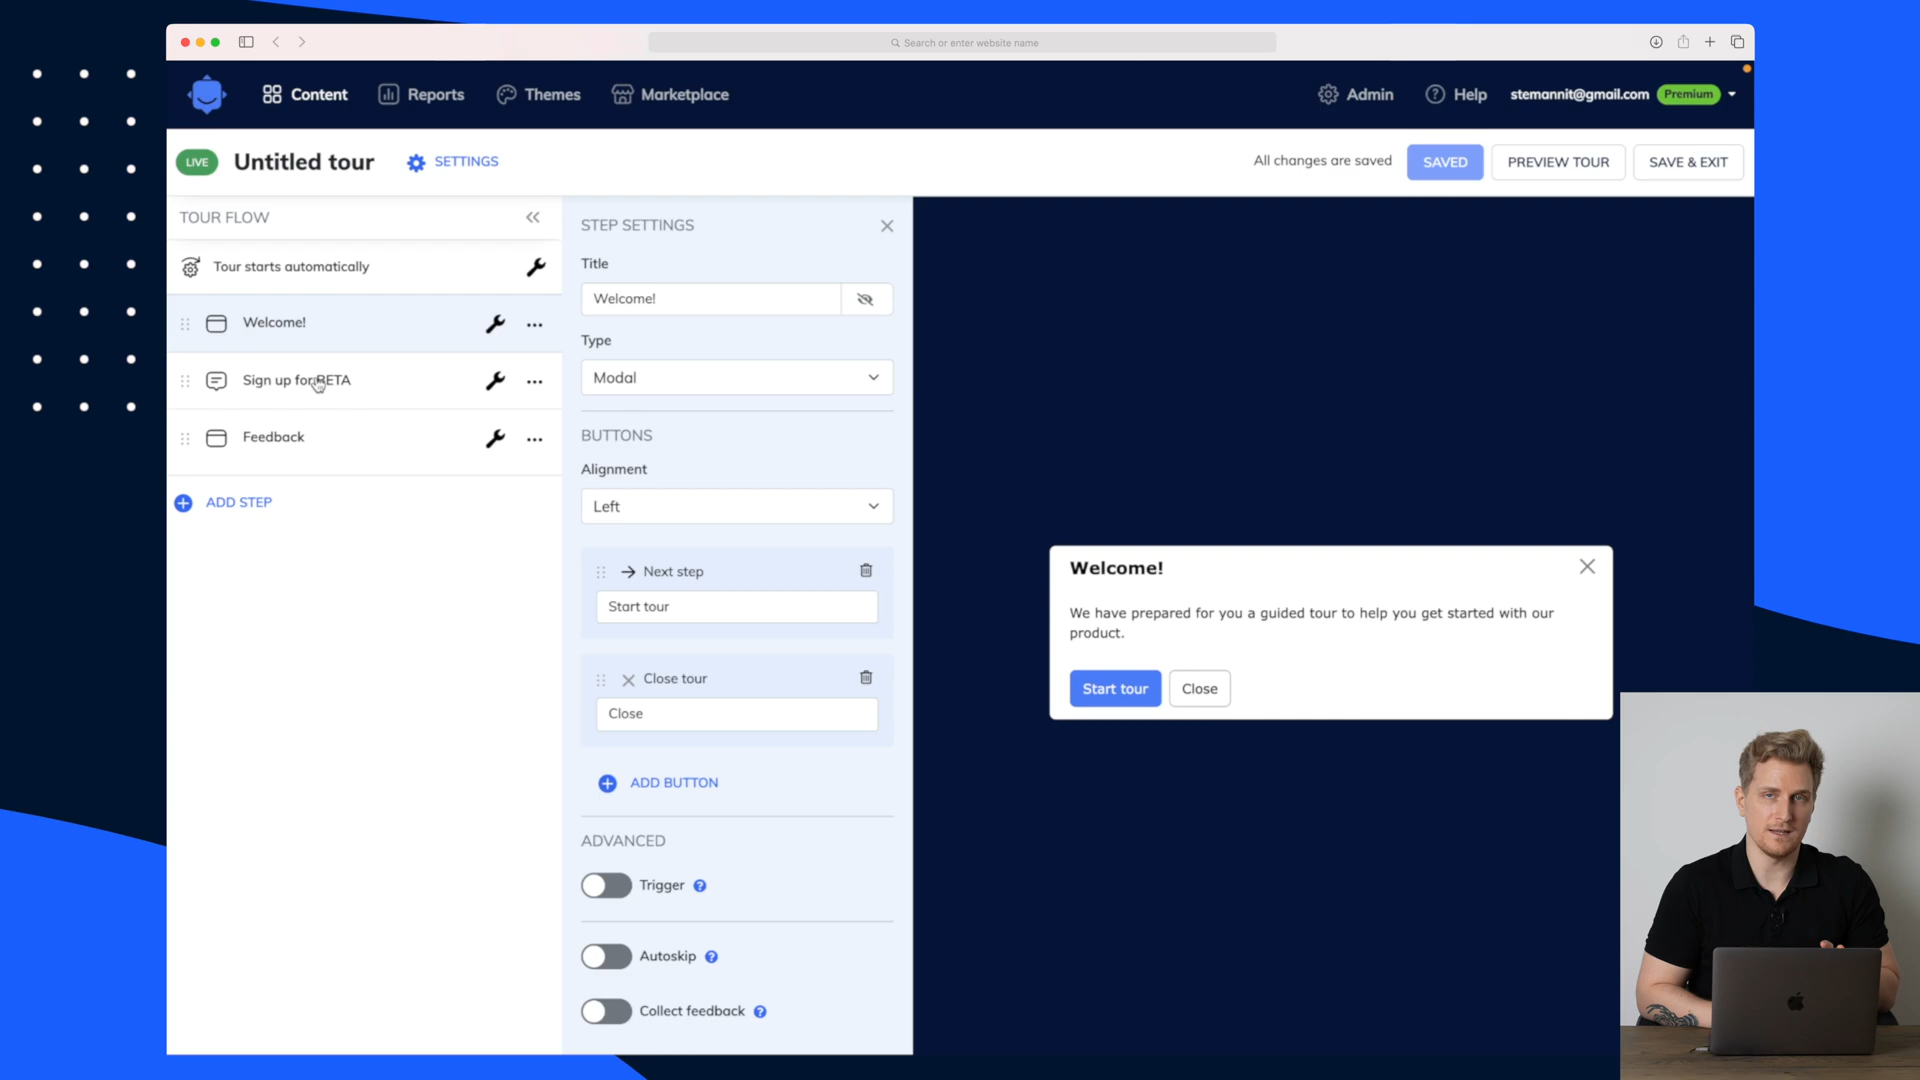 Search or enter website name
Content
Reports
Themes
Marketplace
Admin
Help
stemannit@gmail.com
Premium
LIVE
Untitled tour
SETTINGS
All changes are saved
SAVED
PREVIEW TOUR
SAVE & EXIT
TOUR FLOW
Tour starts automatically
Welcome!
Sign up for BETA
Feedback
ADD STEP
STEP SETTINGS
Title
Welcome!
Type
Modal
BUTTONS
Alignment
Left
Next step
Start tour
Close tour
Close
ADD BUTTON
ADVANCED
Trigger ?
Autoskip ?
Collect feedback ?
Welcome!
We have prepared for you a guided tour to help you get started with our
product.
Start tour
Close